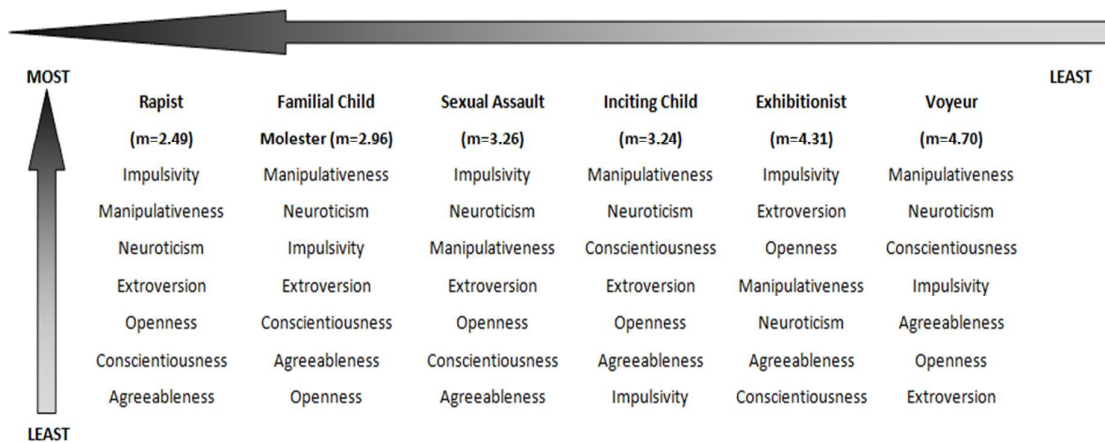 MOST LEAST
Rapist Familial Child Sexual Assault Inciting Child Exhibitionist Voyeur
(m=2.49) Molester (m=2.96) (m=3.26) (m=3.24) (m=4.31) (m=4.70)
Impulsivity Manipulativeness Impulsivity Manipulativeness Impulsivity Manipulativeness
Manipulativeness Neuroticism Neuroticism Neuroticism Extroversion Neuroticism
Neuroticism Impulsivity Manipulativeness Conscientiousness Openness Conscientiousness
Extroversion Extroversion Extroversion Extroversion Manipulativeness Impulsivity
Openness Conscientiousness Openness Openness Neuroticism Agreeableness
Conscientiousness Agreeableness Conscientiousness Agreeableness Agreeableness Openness
Agreeableness Openness Agreeableness Impulsivity Conscientiousness Extroversion
LEAST